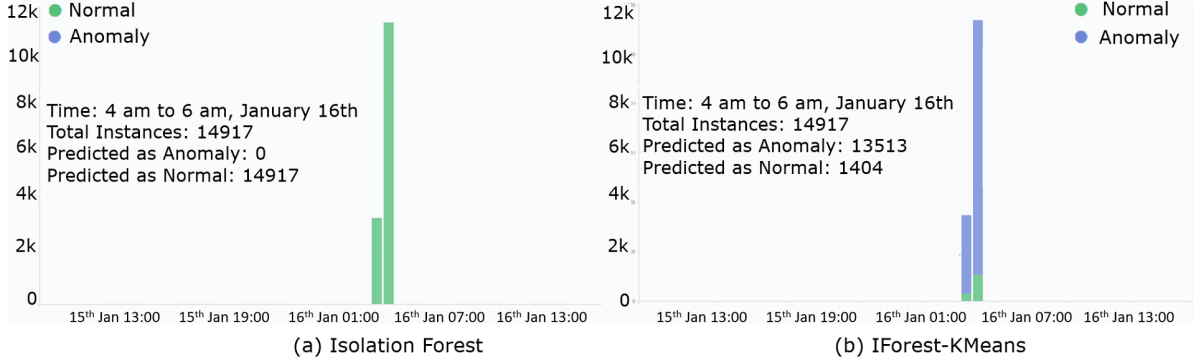 12k
10k
8k
6k
4k
2k
0
Normal
Anomaly
Time: 4 am to 6 am, January 16th
Total Instances: 14917
Predicted as Anomaly: 0
Predicted as Normal: 14917
15th Jan 13:00
15th Jan 19:00
16th Jan 01:00
16th Jan 07:00
16th Jan 13:00
(a) Isolation Forest
12k
10k
8k
6k
4k
2k
0
Normal
Anomaly
Time: 4 am to 6 am, January 16th
Total Instances: 14917
Predicted as Anomaly: 13513
Predicted as Normal: 1404
15th Jan 13:00
15th Jan 19:00
16th Jan 01:00
16th Jan 07:00
16th Jan 13:00
(b) IForest-KMeans